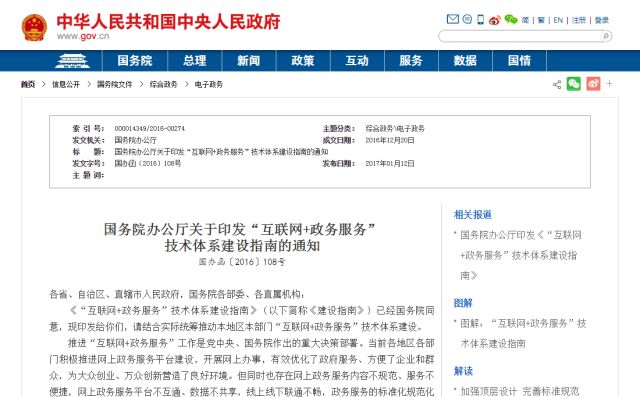 中华人民共和国中央人民政府
www.gov.cn
简 | 繁 | EN | 注册 | 登录
国务院 总理 新闻 政策 互动 服务 数据 国情
首页 > 信息公开 > 国务院文件 > 综合政务 > 电子政务
索 引 号： 000014349/2016-00274 主题分类： 综合政务\电子政务
发文机关： 国务院办公厅 成文日期： 2016年12月20日
标 题： 国务院办公厅关于印发“互联网+政务服务”技术体系建设指南的通知
发文字号： 国办函〔2016〕108号 发布日期： 2017年01月12日
主 题 词：
国务院办公厅关于印发“互联网+政务服务”
技术体系建设指南的通知
国办函〔2016〕108号
各省、自治区、直辖市人民政府，国务院各部委、各直属机构：
《“互联网+政务服务”技术体系建设指南》（以下简称《建设指南》）已经国务院同
意，现印发给你们，请结合实际统筹推动本地区本部门“互联网+政务服务”技术体系建设。
推进“互联网+政务服务”工作是党中央、国务院作出的重大决策部署。当前各地区各部
门积极推进网上政务服务平台建设，开展网上办事，有效优化了政府服务、方便了企业和群
众，为大众创业、万众创新营造了良好环境。但同时也存在网上政务服务内容不规范、服务不
便捷，网上政务服务平台不互通、数据不共享，线上线下联通不畅，政务服务的标准化规范化
相关报道
国务院办公厅印发《“互联网
+政务服务”技术体系建设指
南》
图解
图解：“互联网+政务服务”技
术体系建设指南
解读
加强顶层设计 完善标准规范